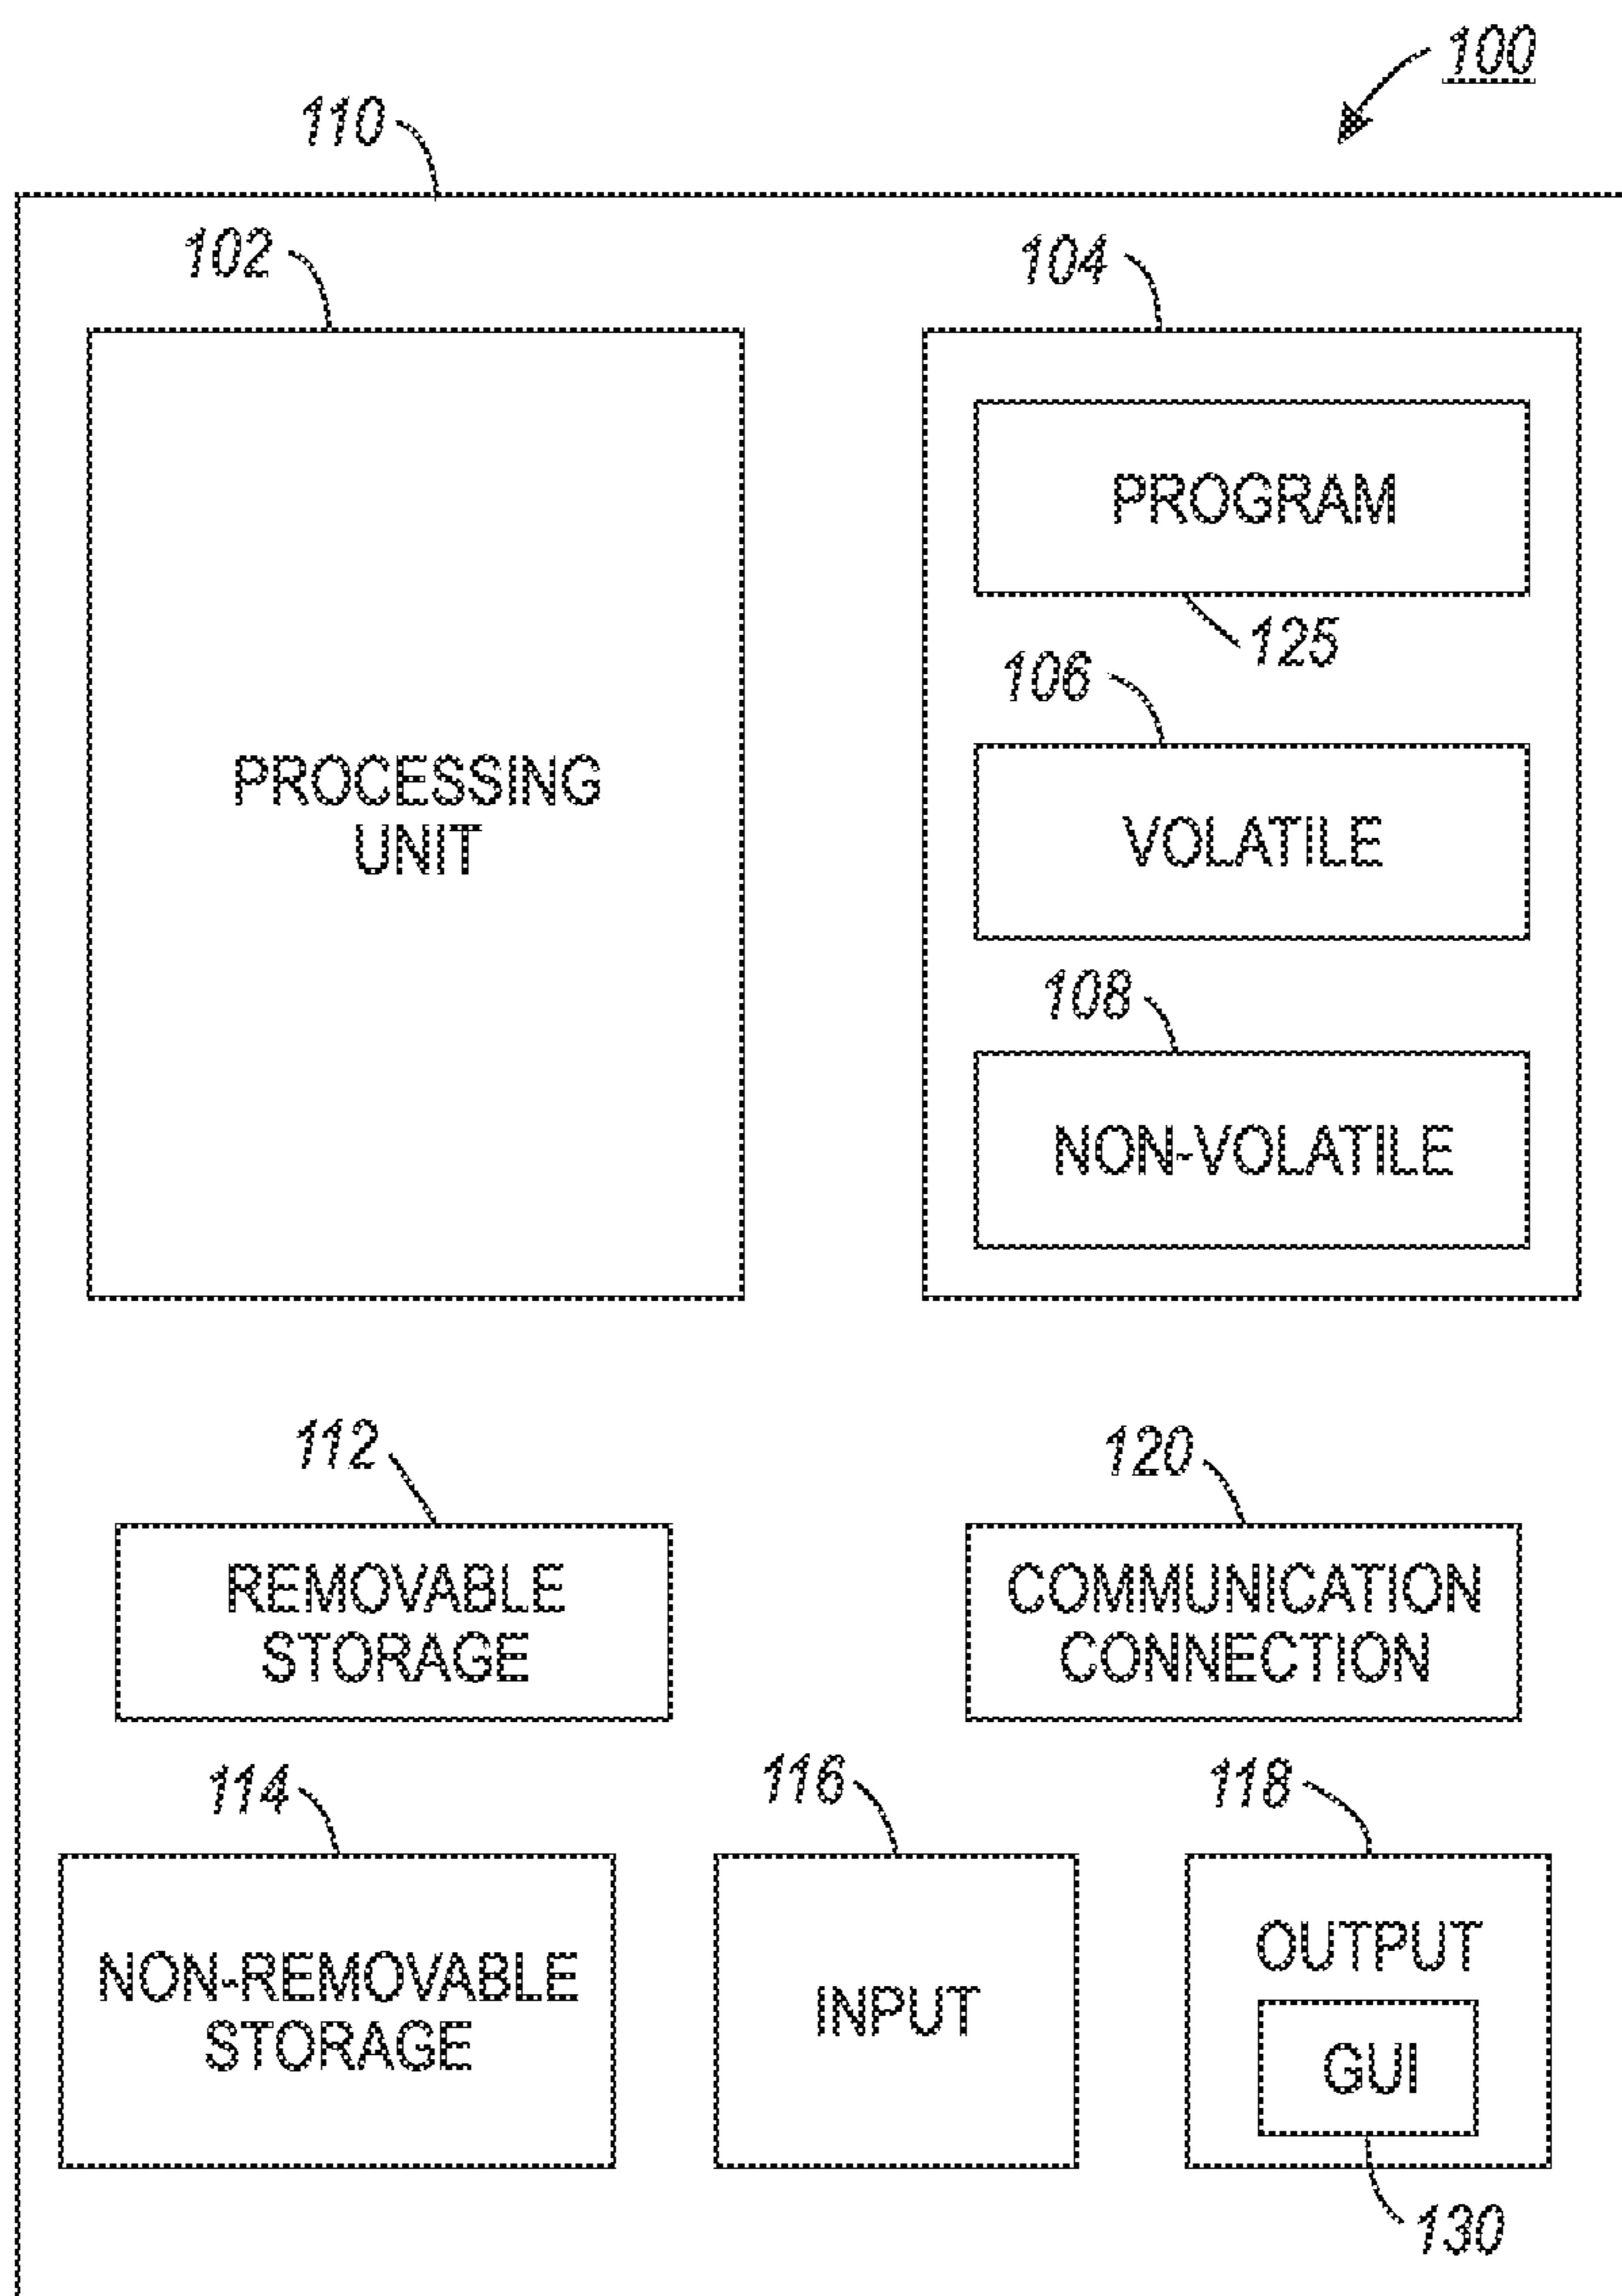 100
110
102
104
PROGRAM
125
106
PROCESSING
UNIT
VOLATILE
108
NON-VOLATILE
112
120
REMOVABLE
STORAGE
COMMUNICATION
CONNECTION
114
116
118
NON-REMOVABLE
STORAGE
INPUT
OUTPUT
GUI
130